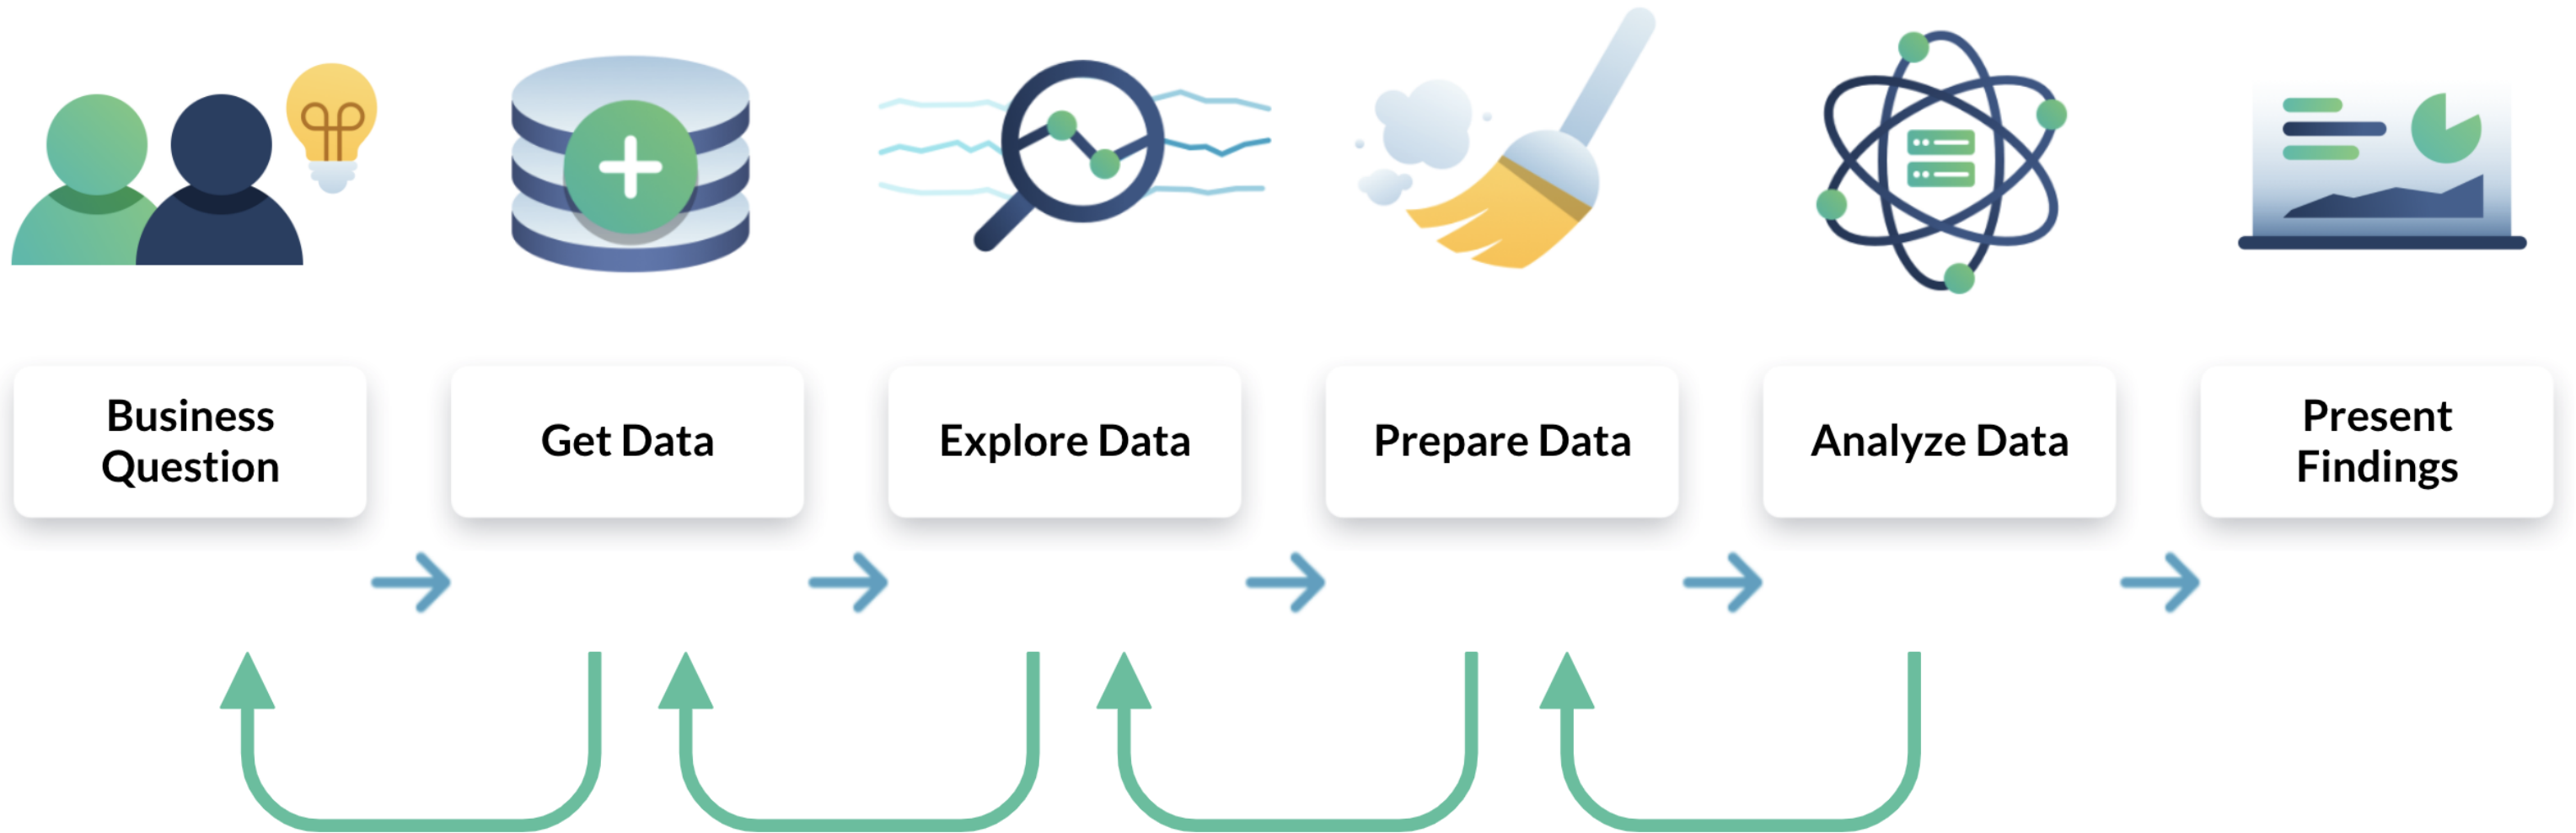 Business
Question
Get Data
Explore Data
Prepare Data
Analyze Data
Present
Findings